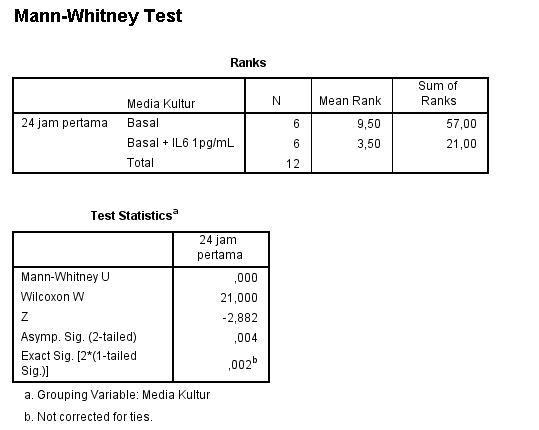 Mann-Whitney Test
Ranks
Media Kultur N Mean Rank Sum of Ranks
24 jam pertama Basal 6 9,50 57,00
Basal + IL6 1pg/mL 6 3,50 21,00
Total 12
Test Statisticsa
24 jam pertama
Mann-Whitney U ,000
Wilcoxon W 21,000
Z -2,882
Asymp. Sig. (2-tailed) ,004
Exact Sig. [2*(1-tailed Sig.)] ,002b
a. Grouping Variable: Media Kultur
b. Not corrected for ties.